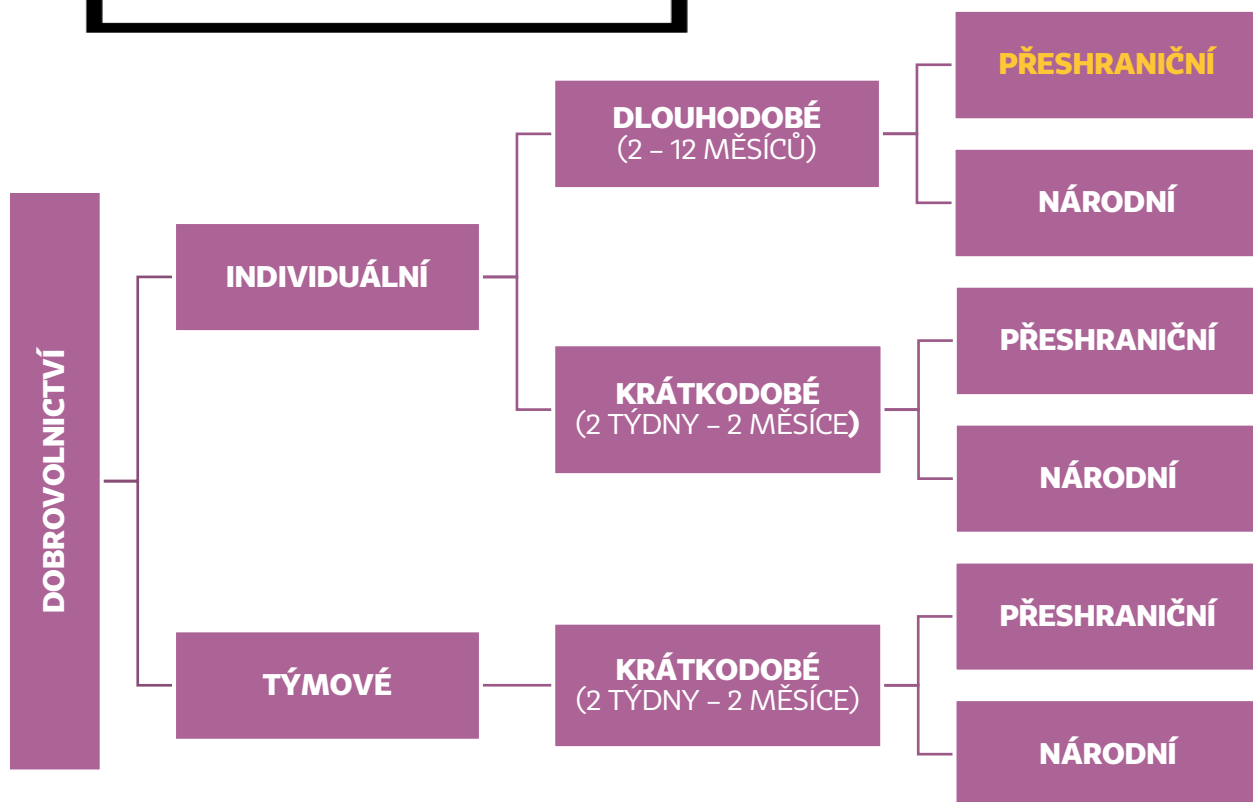 DOBROVOLNICTVÍ
INDIVIDUÁLNÍ
DLOUHODOBÉ
(2 – 12 MĚSÍCŮ)
PŘESHRANIČNÍ
NÁRODNÍ
KRÁTKODOBÉ
(2 TÝDNY – 2 MĚSÍCE)
PŘESHRANIČNÍ
NÁRODNÍ
TÝMOVÉ
KRÁTKODOBÉ
(2 TÝDNY – 2 MĚSÍCE)
PŘESHRANIČNÍ
NÁRODNÍ